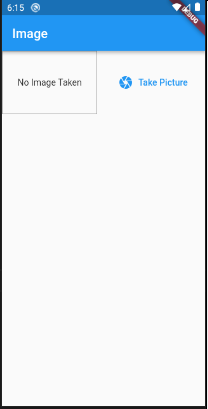 6:15
DEBUG
Image
No Image Taken
Take Picture